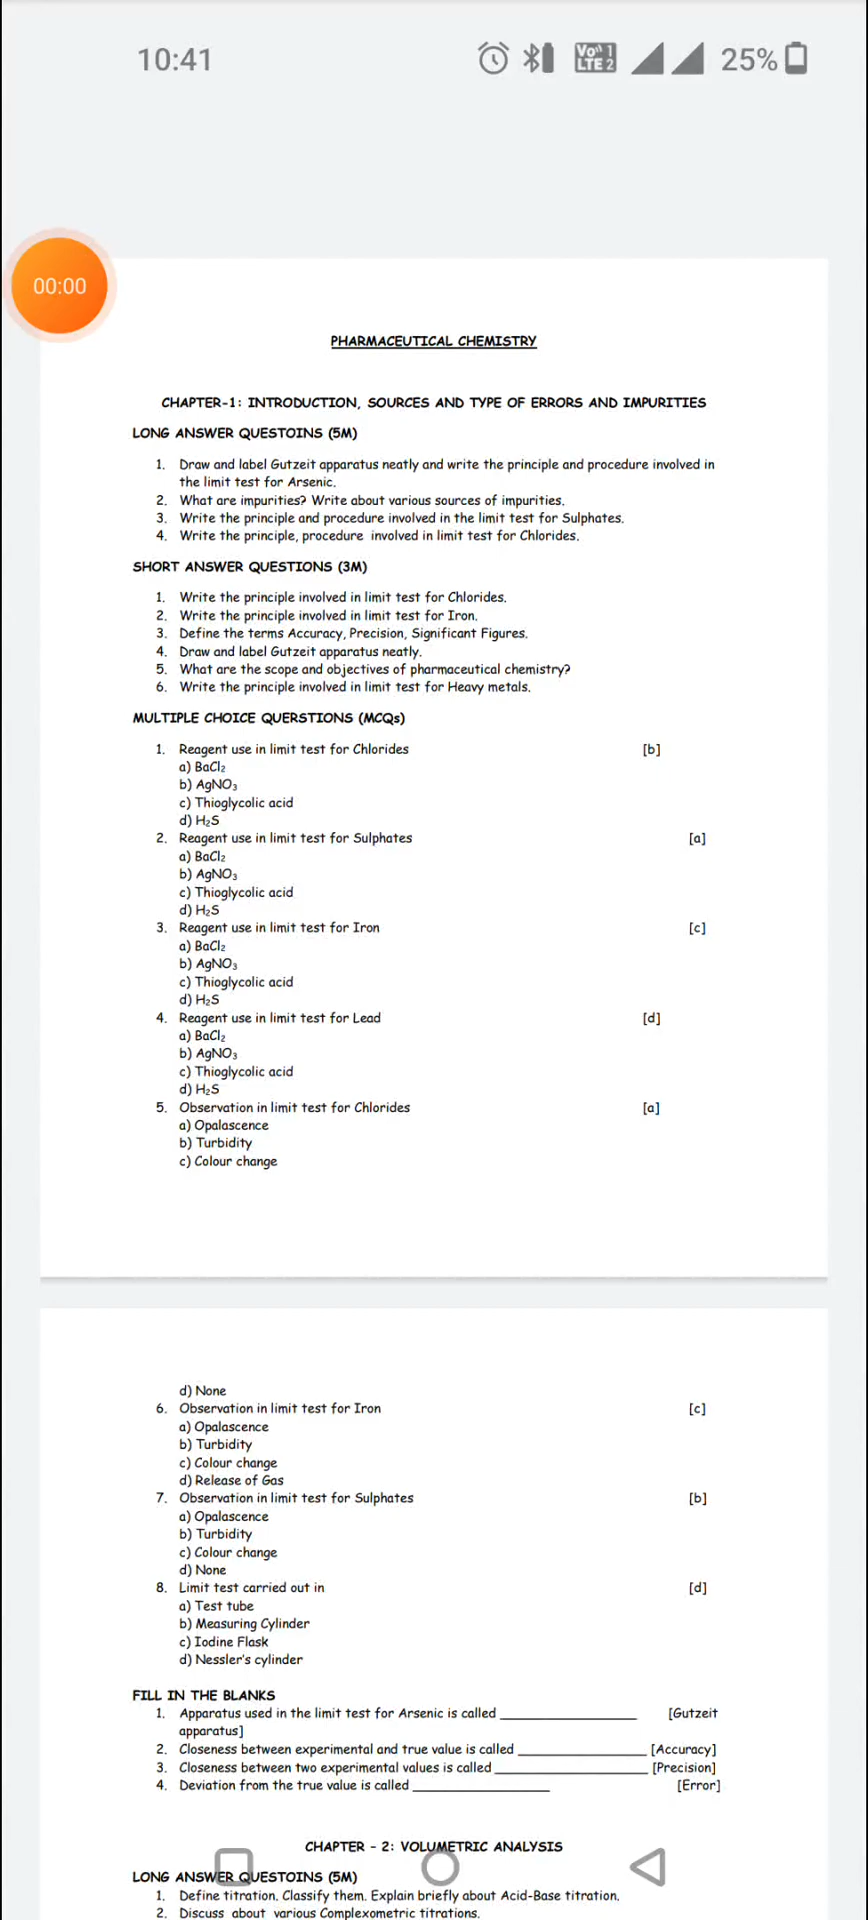 10:41
Vo 1
LTE 2
25%
00:00
PHARMACEUTICAL CHEMISTRY
CHAPTER-1: INTRODUCTION, SOURCES AND TYPE OF ERRORS AND IMPURITIES
LONG ANSWER QUESTOINS (5M)
1. Draw and label Gutzeit apparatus neatly and write the principle and procedure involved in
the limit test for Arsenic.
2. What are impurities? Write about various sources of impurities.
3. Write the principle and procedure involved in the limit test for Sulphates.
4. Write the principle, procedure involved in limit test for Chlorides.
SHORT ANSWER QUESTIONS (3M)
1. Write the principle involved in limit test for Chlorides.
2. Write the principle involved in limit test for Iron.
3. Define the terms Accuracy, Precision, Significant Figures.
4. Draw and label Gutzeit apparatus neatly.
5. What are the scope and objectives of pharmaceutical chemistry?
6. Write the principle involved in limit test for Heavy metals.
MULTIPLE CHOICE QUERSTIONS (MCQs)
1. Reagent use in limit test for Chlorides [b]
a) BaCl₂
b) AgNO₃
c) Thioglycolic acid
d) H₂S
2. Reagent use in limit test for Sulphates [a]
a) BaCl₂
b) AgNO₃
c) Thioglycolic acid
d) H₂S
3. Reagent use in limit test for Iron [c]
a) BaCl₂
b) AgNO₃
c) Thioglycolic acid
d) H₂S
4. Reagent use in limit test for Lead [d]
a) BaCl₂
b) AgNO₃
c) Thioglycolic acid
d) H₂S
5. Observation in limit test for Chlorides [a]
a) Opalascence
b) Turbidity
c) Colour change
d) None
6. Observation in limit test for Iron [c]
a) Opalascence
b) Turbidity
c) Colour change
d) Release of Gas
7. Observation in limit test for Sulphates [b]
a) Opalascence
b) Turbidity
c) Colour change
d) None
8. Limit test carried out in [d]
a) Test tube
b) Measuring Cylinder
c) Iodine Flask
d) Nessler's cylinder
FILL IN THE BLANKS
1. Apparatus used in the limit test for Arsenic is called ____________ [Gutzeit
apparatus]
2. Closeness between experimental and true value is called ____________ [Accuracy]
3. Closeness between two experimental values is called ____________ [Precision]
4. Deviation from the true value is called ____________ [Error]
CHAPTER - 2: VOLUMETRIC ANALYSIS
LONG ANSWER QUESTOINS (5M)
1. Define titration. Classify them. Explain briefly about Acid-Base titration.
2. Discuss about various Complexometric titrations.